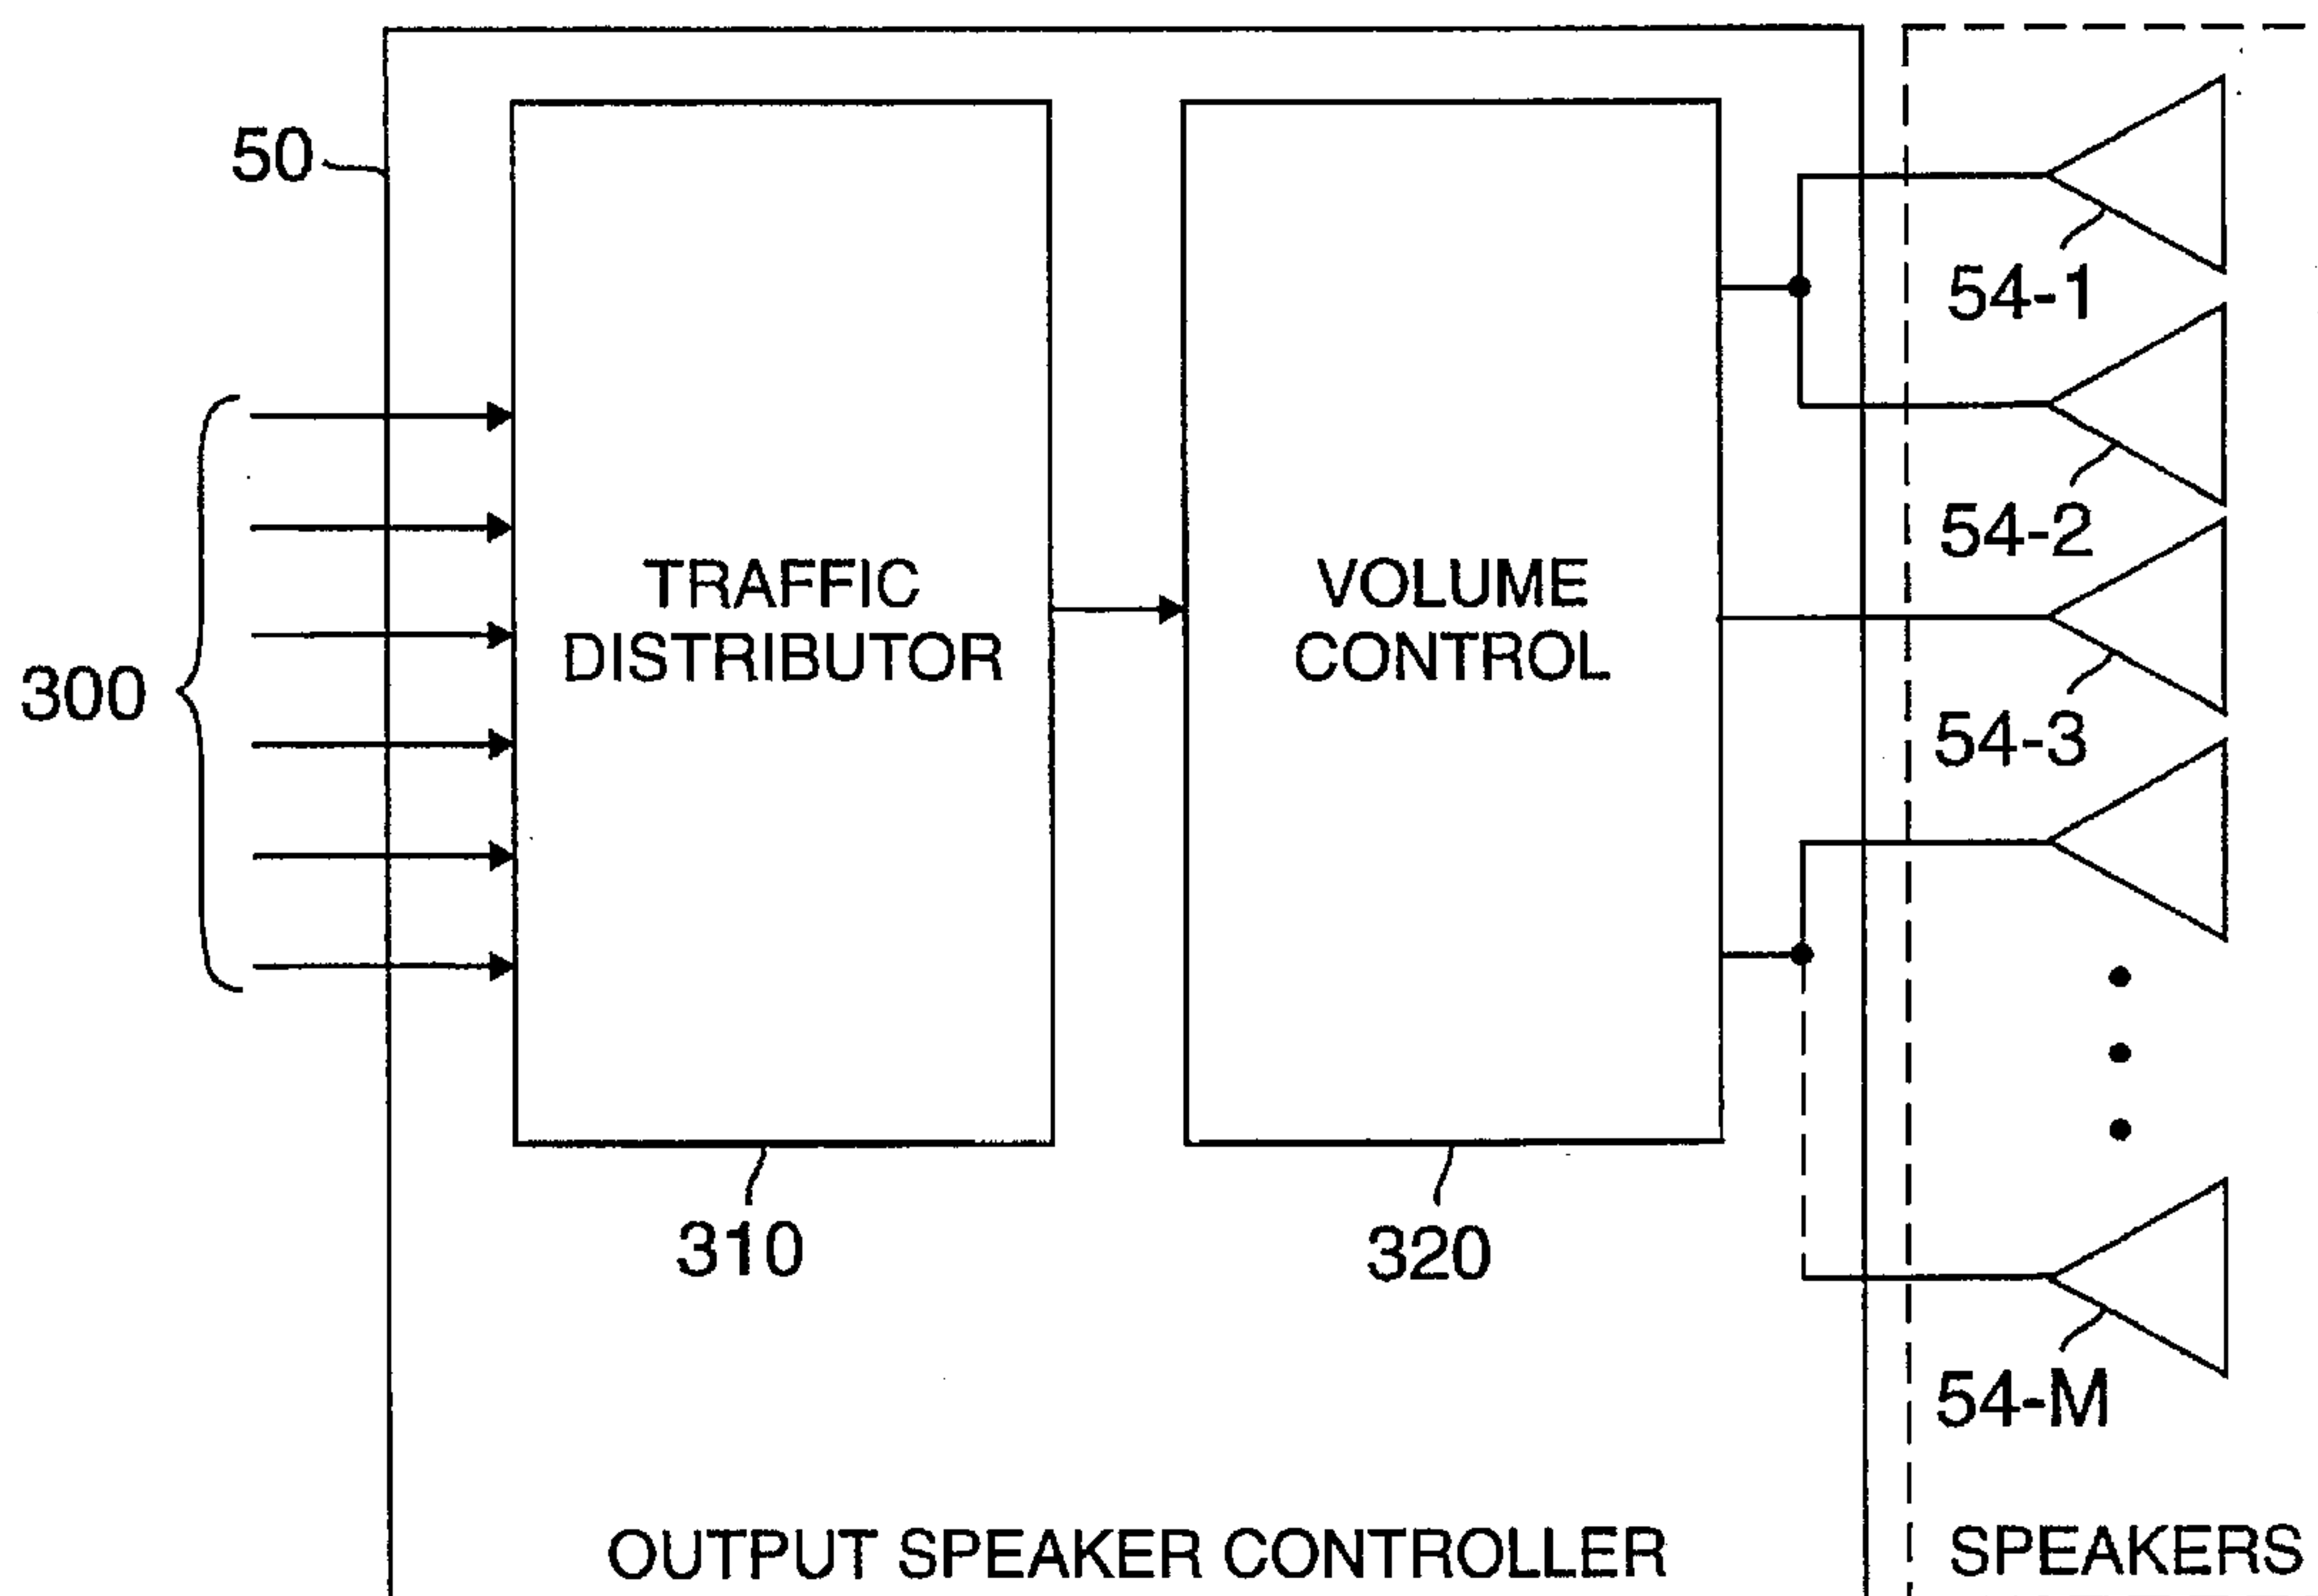 50
300
TRAFFIC
DISTRIBUTOR
VOLUME
CONTROL
54-1
54-2
54-3
54-M
310
320
OUTPUT SPEAKER CONTROLLER
SPEAKERS